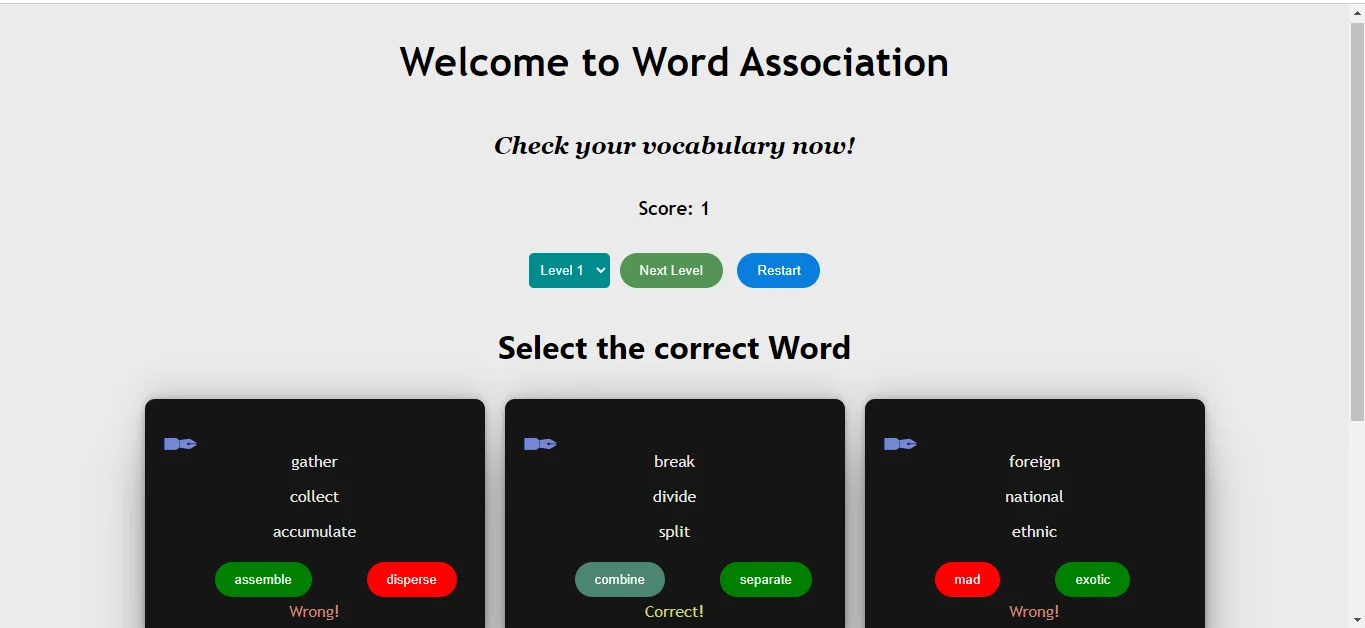 Welcome to Word Association
Check your vocabulary now!
Score: 1
Level 1 Next Level Restart
Select the correct Word
gather
collect
accumulate
assemble disperse
Wrong!
break
divide
split
combine separate
Correct!
foreign
national
ethnic
mad exotic
Wrong!